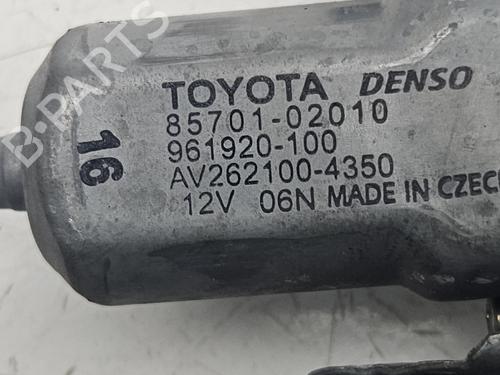 B-PARTS
TOYOTA DENSO
85701-02010
961920-100
AV262100-4350
12V 06N MADE IN CZEC
16